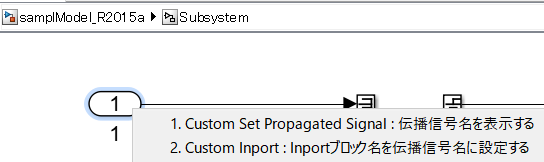 samplModel_R2015a ▶ Subsystem
1
1
1. Custom Set Propagated Signal : 伝播信号名を表示する
2. Custom Inport : Inportブロック名を伝播信号名に設定する